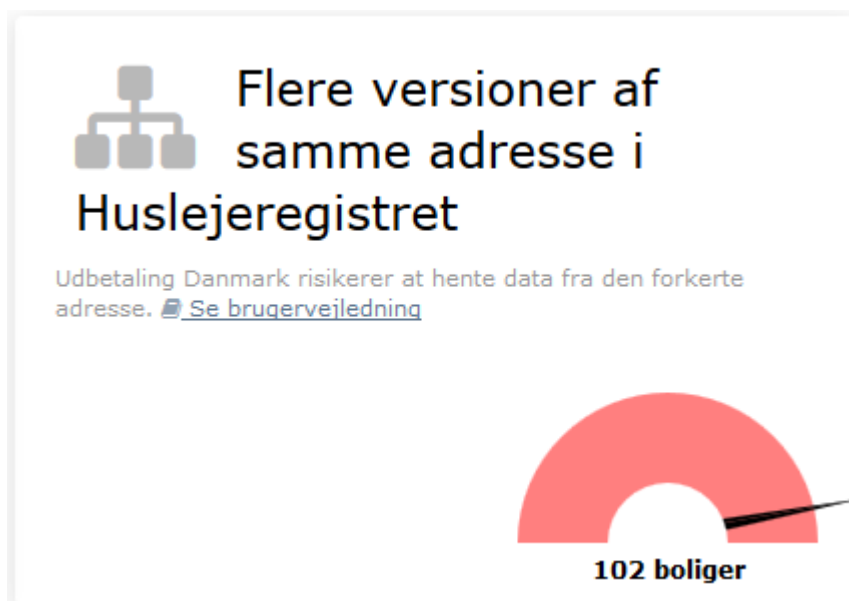 Flere versioner af
samme adresse i
Huslejeregistret
Udbetaling Danmark risikerer at hente data fra den forkerte
adresse. Se brugervejledning
102 boliger